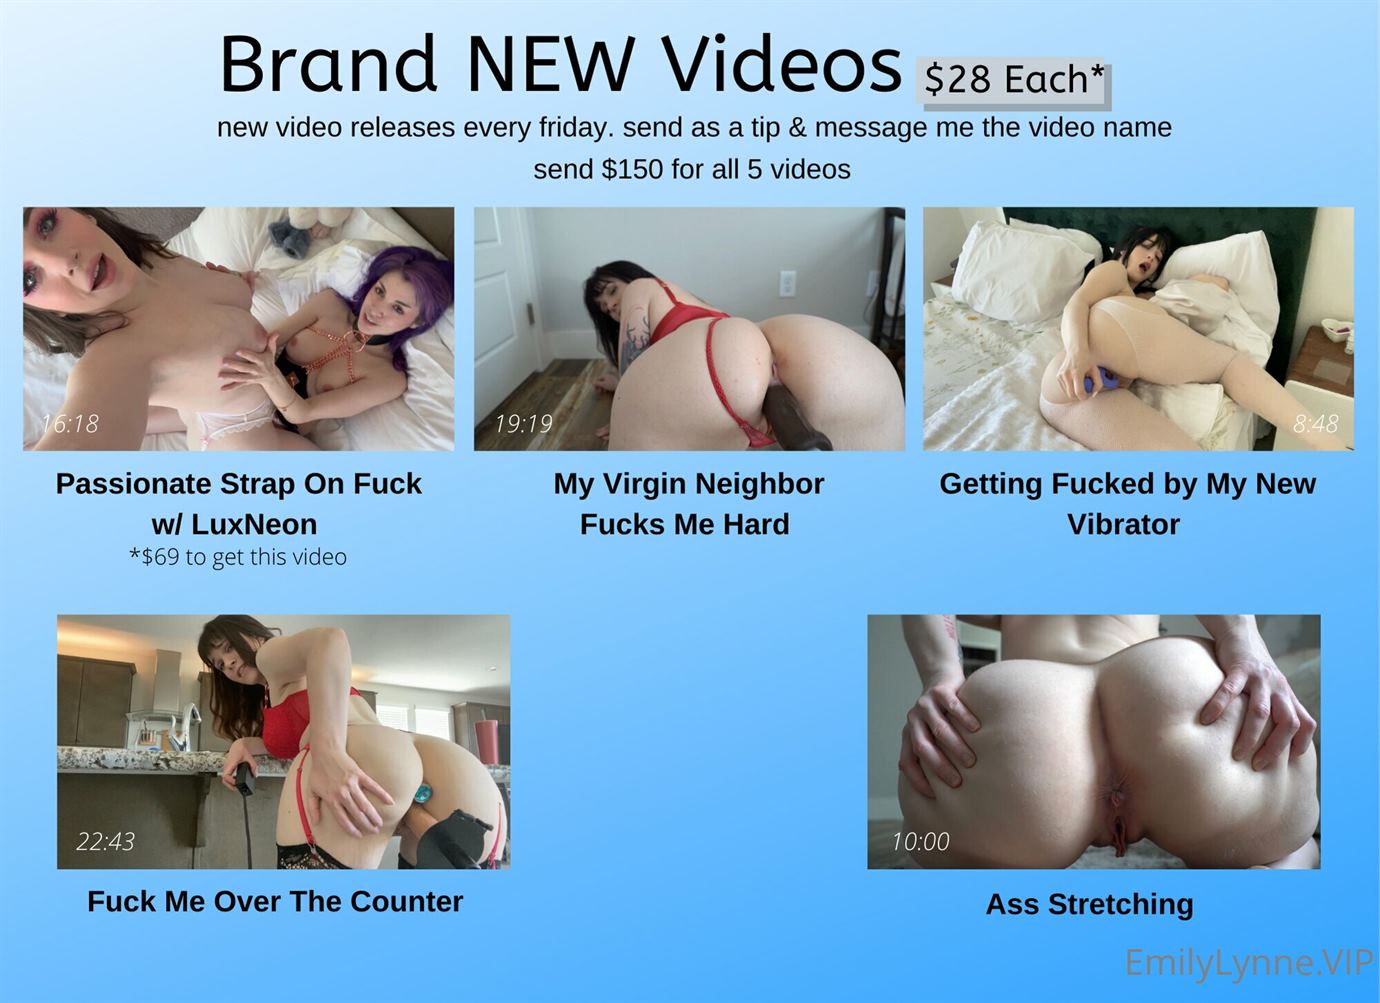 Brand NEW Videos $28 Each*
new video releases every friday. send as a tip & message me the video name
send $150 for all 5 videos
16:18
19:19
8:48
Passionate Strap On Fuck
w/ LuxNeon
*$69 to get this video
My Virgin Neighbor
Fucks Me Hard
Getting Fucked by My New
Vibrator
22:43
10:00
Fuck Me Over The Counter
Ass Stretching
EmilyLynne.VIP